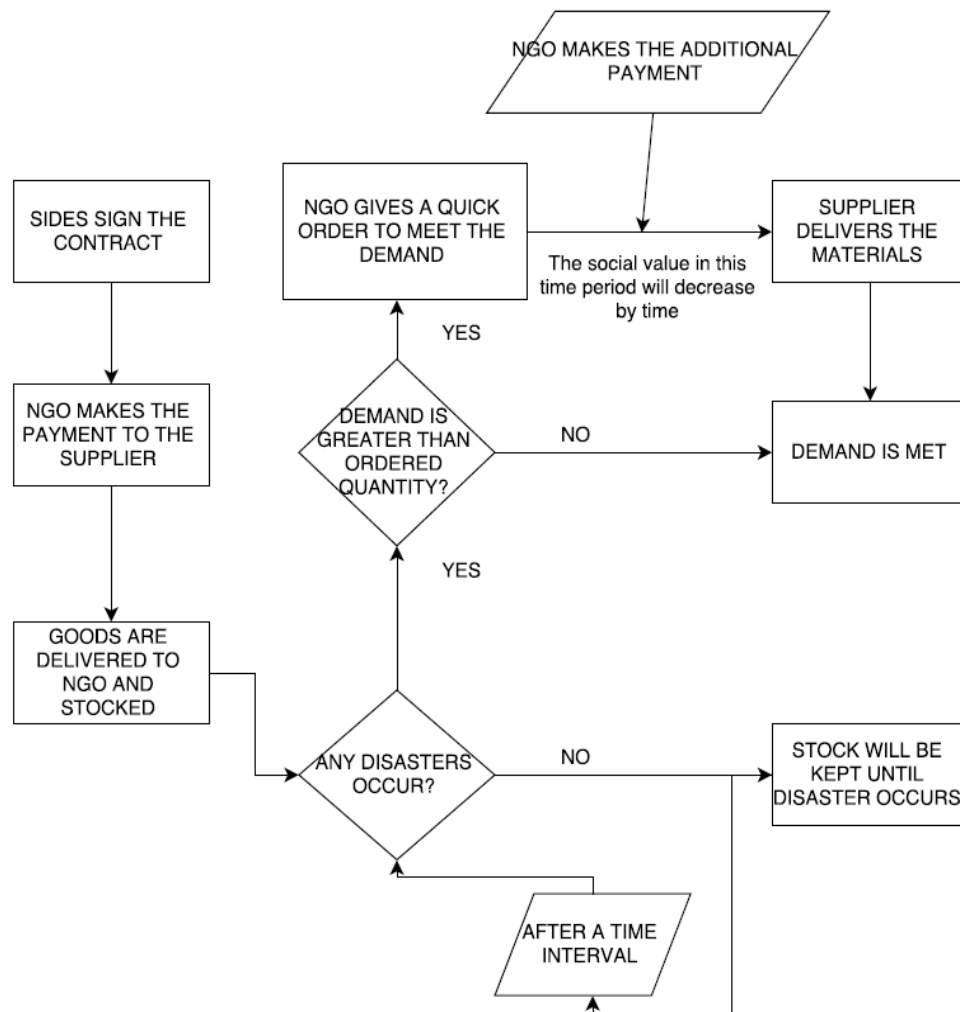 NGO MAKES THE ADDITIONAL
PAYMENT
SIDES SIGN THE
CONTRACT
NGO GIVES A QUICK
ORDER TO MEET THE
DEMAND
SUPPLIER
DELIVERS THE
MATERIALS
The social value in this
time period will decrease
by time
YES
NGO MAKES THE
PAYMENT TO THE
SUPPLIER
DEMAND IS
GREATER THAN
ORDERED
QUANTITY?
NO
DEMAND IS MET
YES
GOODS ARE
DELIVERED TO
NGO AND
STOCKED
ANY DISASTERS
OCCUR?
NO
STOCK WILL BE
KEPT UNTIL
DISASTER OCCURS
AFTER A TIME
INTERVAL